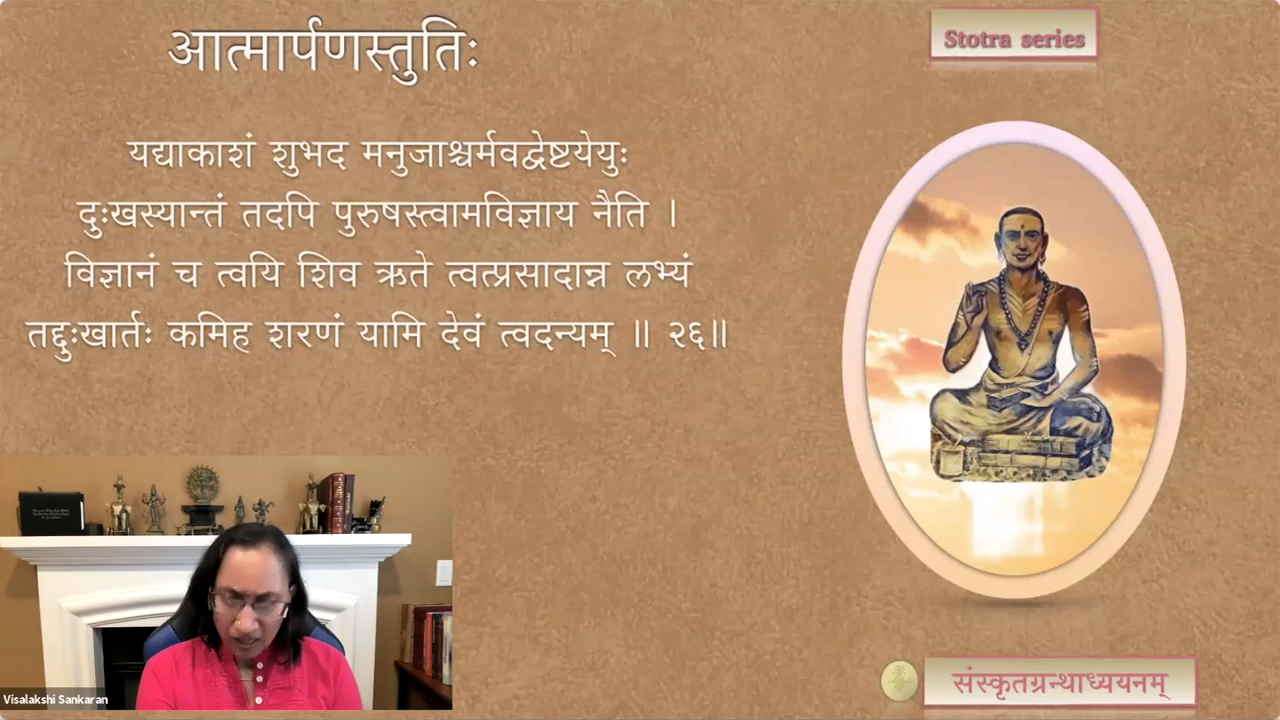 आत्मार्पणस्तुतिः
Stotra series
यद्याकाशं शुभद मनुजाश्चर्मवद्वेष्टयेयुः
दुःखस्यान्तं तदपि पुरुषस्त्वामविज्ञाय नैति ।
विज्ञानं च त्वयि शिव ऋते त्वत्प्रसादान्न लभ्यं
तद्दुःखार्तः कमिह शरणं यामि देवं त्वदन्यम् ॥ २६॥
Visalakshi Sankaran
संस्कृतग्रन्थाध्ययनम्